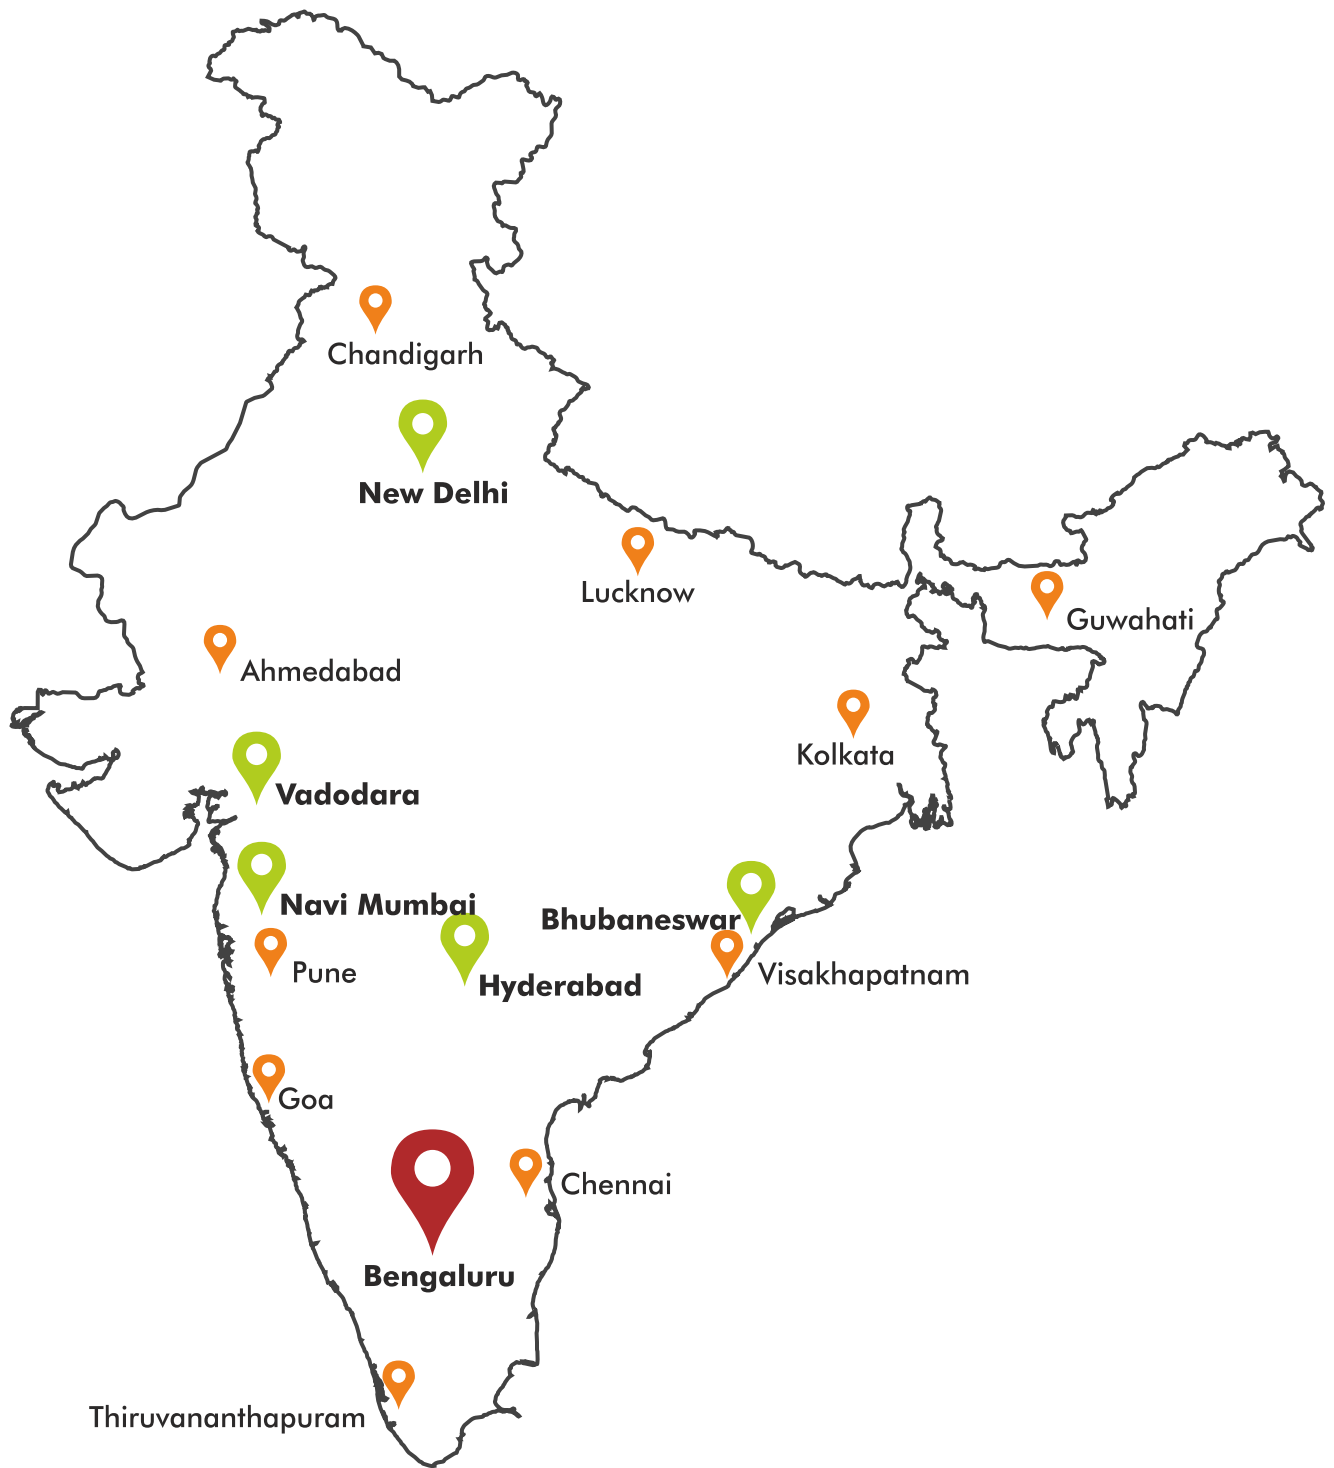 Chandigarh
New Delhi
Lucknow
Guwahati
Ahmedabad
Kolkata
Vadodara
Navi Mumbai
Bhubaneswar
Pune
Visakhapatnam
Hyderabad
Goa
Chennai
Bengaluru
Thiruvananthapuram